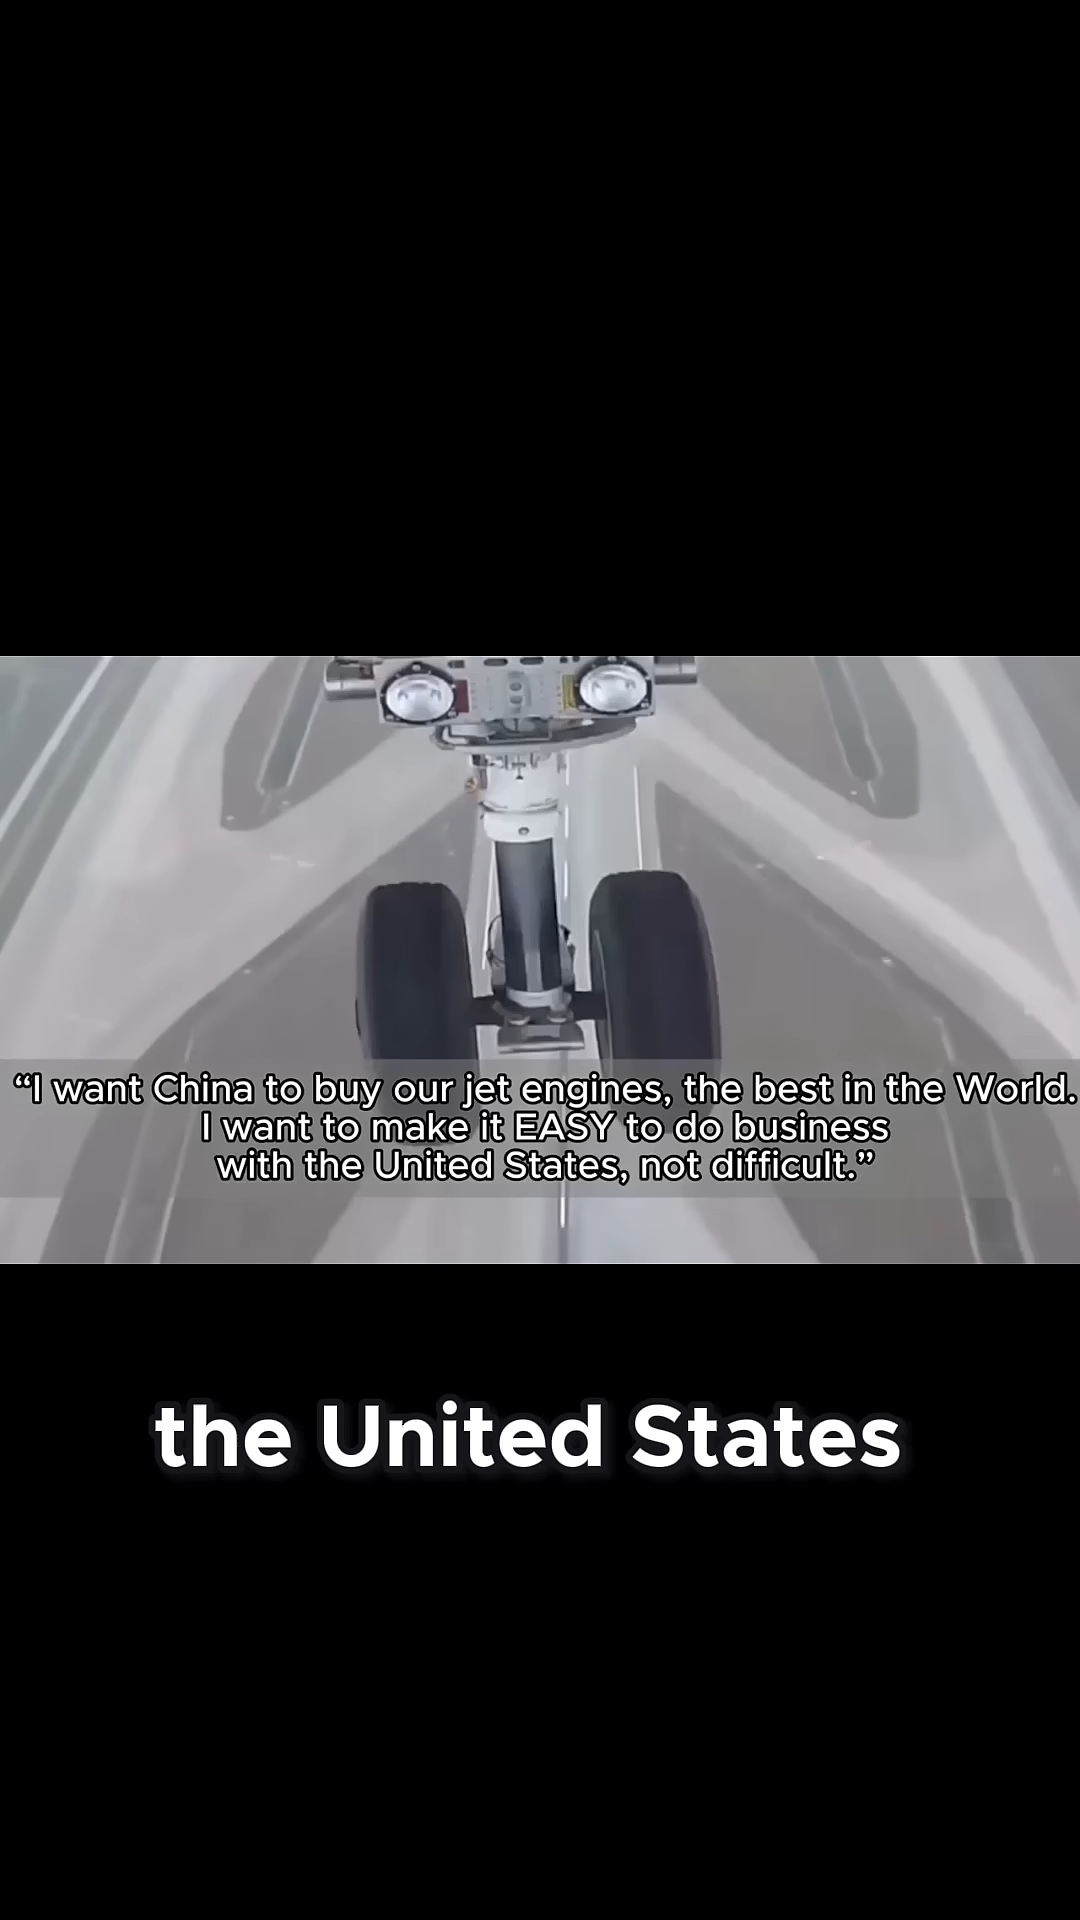 “I want China to buy our jet engines, the best in the World.
I want to make it EASY to do business
with the United States, not difficult.”
the United States